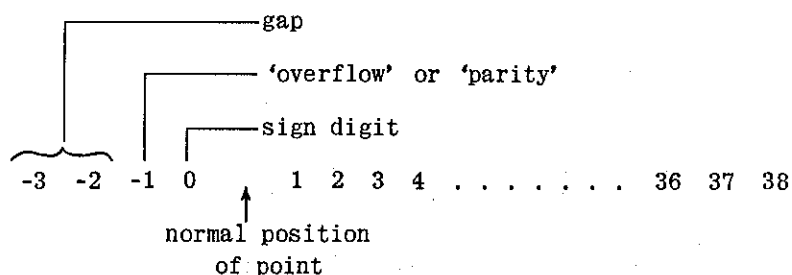 gap
'overflow' or 'parity'
sign digit
-3 -2 -1 0 1 2 3 4 . . . . . . . 36 37 38
normal position
of point